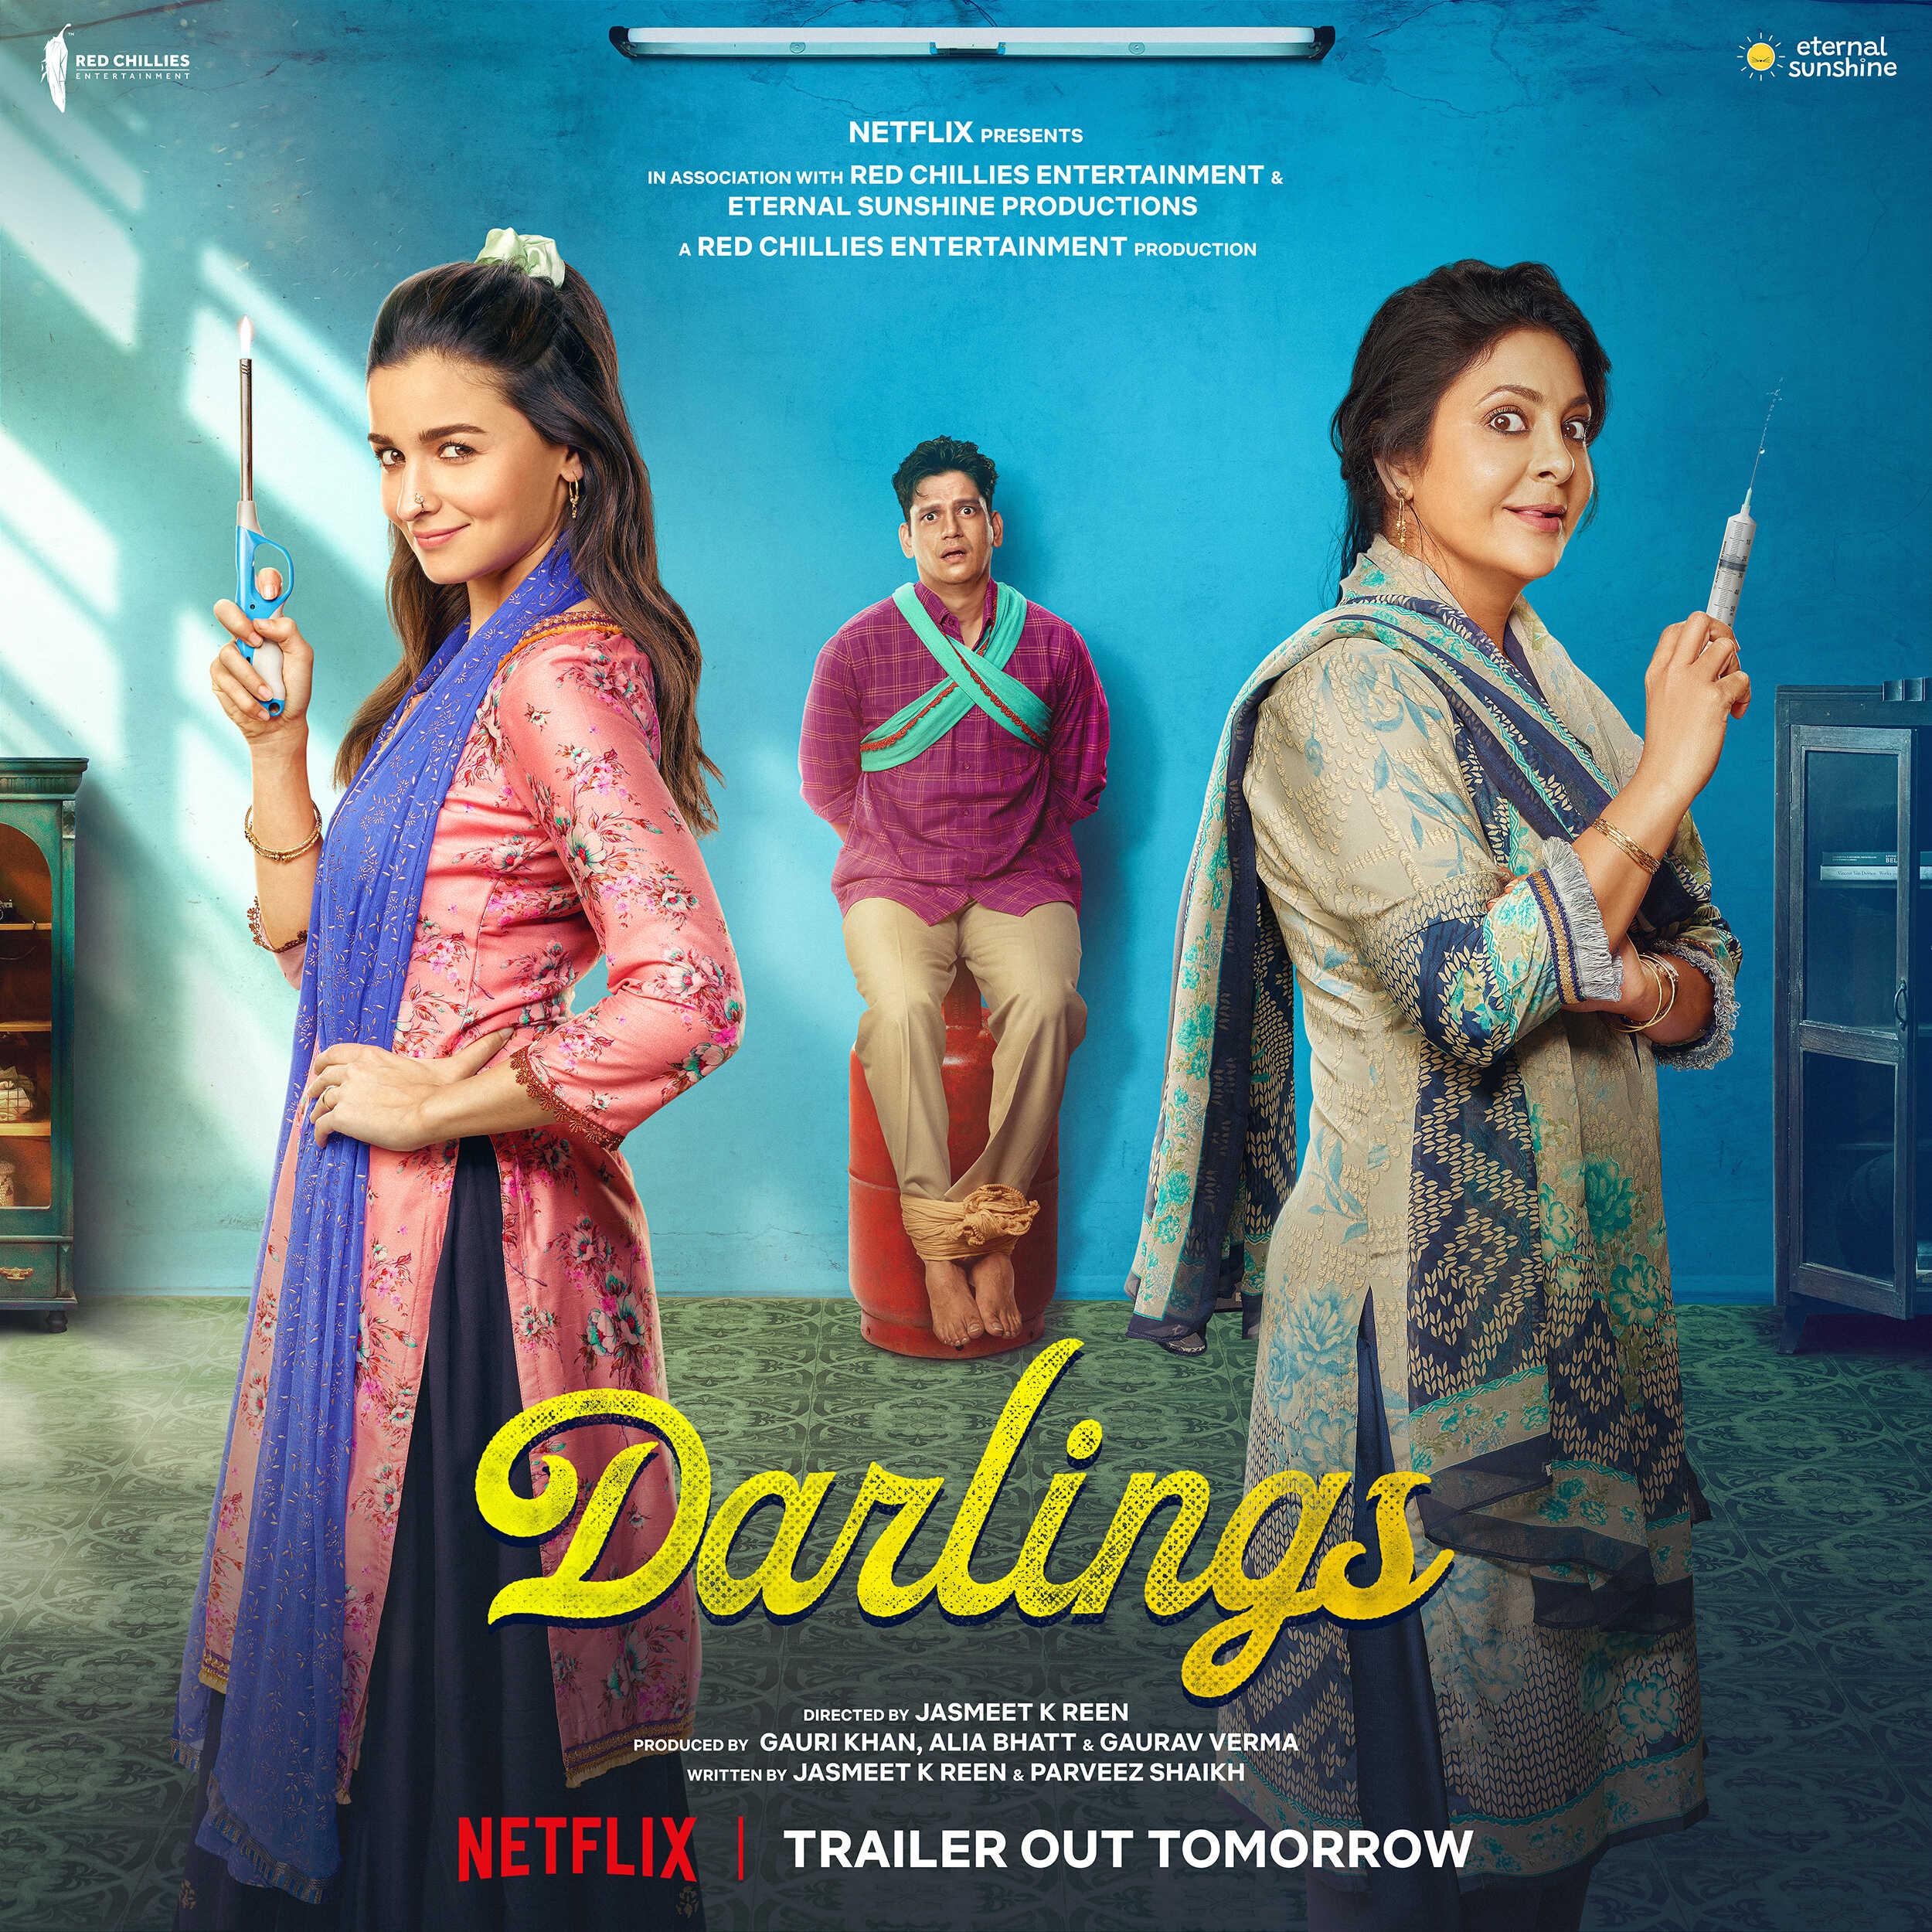 RED CHILLIES
ENTERTAINMENT
eternal
sunshine
NETFLIX PRESENTS
IN ASSOCIATION WITH RED CHILLIES ENTERTAINMENT &
ETERNAL SUNSHINE PRODUCTIONS
A RED CHILLIES ENTERTAINMENT PRODUCTION
Darlings
DIRECTED BY JASMEET K REEN
PRODUCED BY GAURI KHAN, ALIA BHATT & GAURAV VERMA
WRITTEN BY JASMEET K REEN & PARVEEZ SHAIKH
NETFLIX | TRAILER OUT TOMORROW